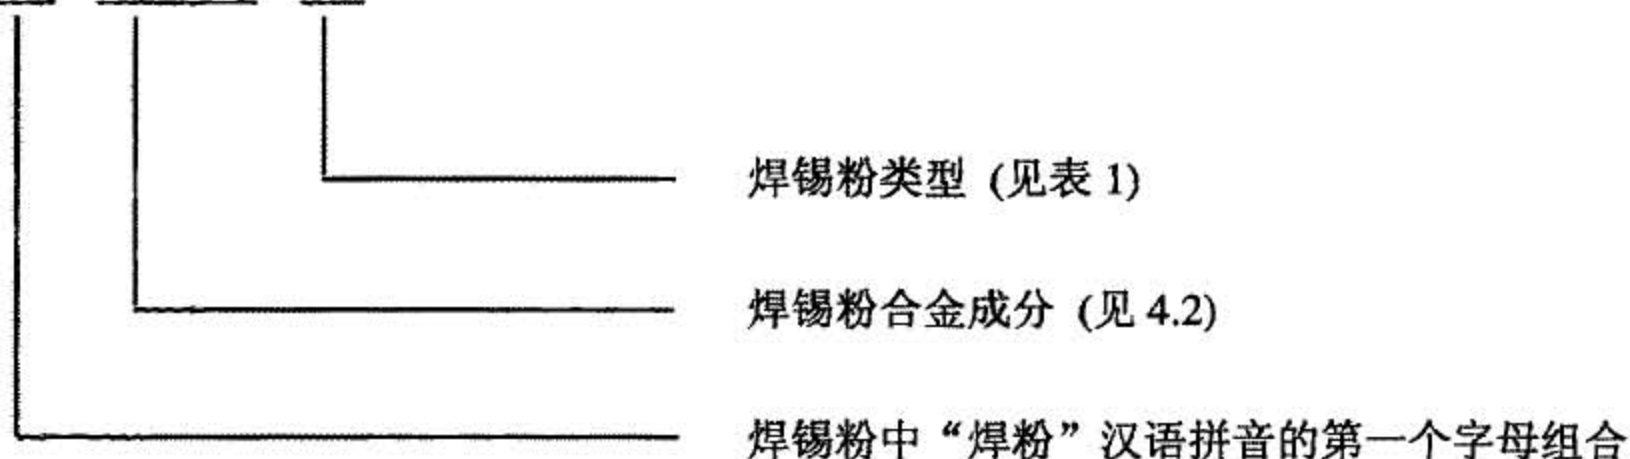 焊锡粉类型 (见表 1)
焊锡粉合金成分 (见 4.2)
焊锡粉中“焊粉”汉语拼音的第一个字母组合